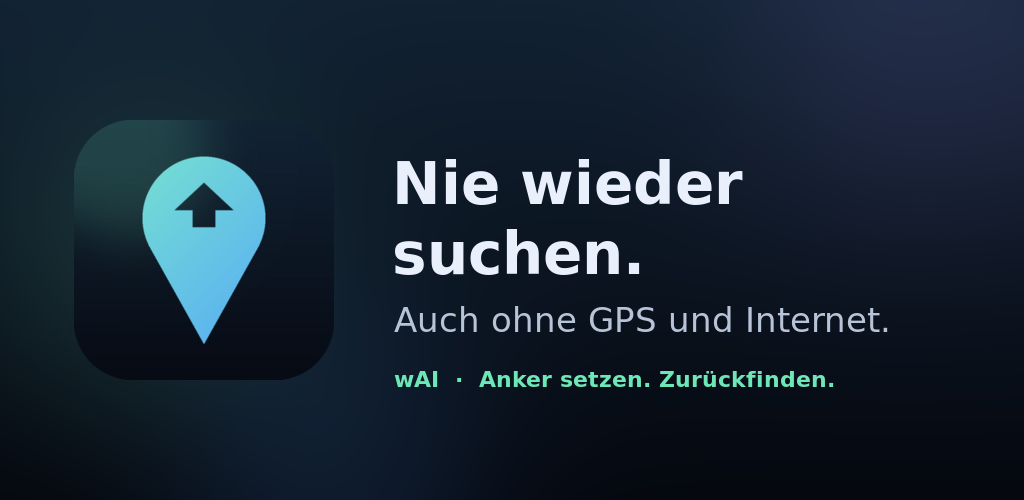 Nie wieder
suchen.
Auch ohne GPS und Internet.
wAI · Anker setzen. Zurückfinden.